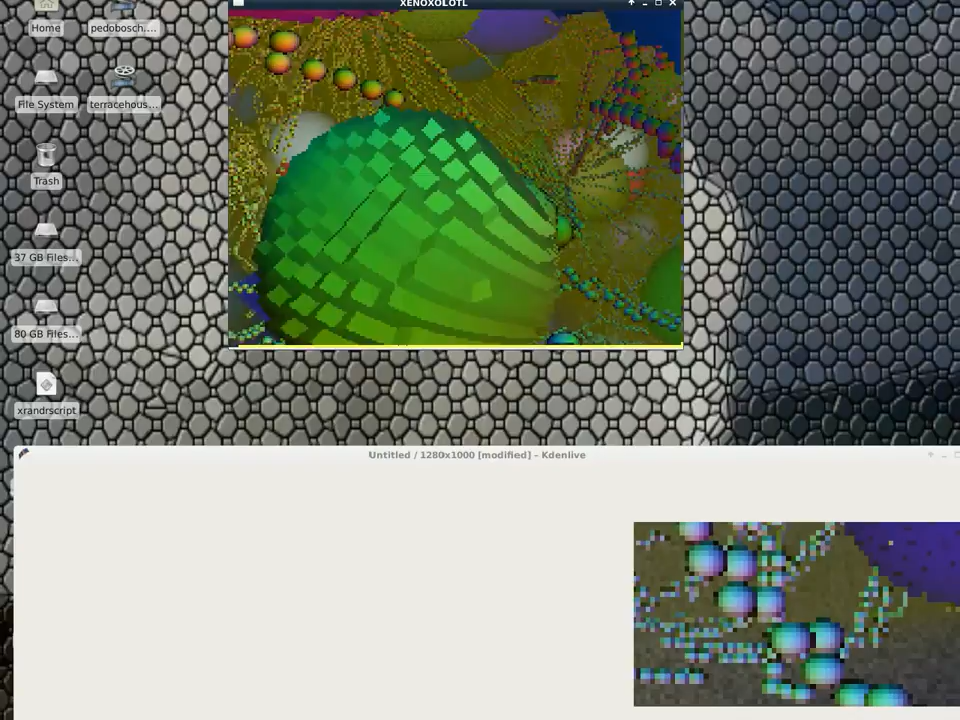 XENOXOLOTL
Home
pedobosch....
File System
terracehous...
Trash
37 GB Files...
80 GB Files...
xrandrscript
Untitled / 1280x1000 [modified] – Kdenlive